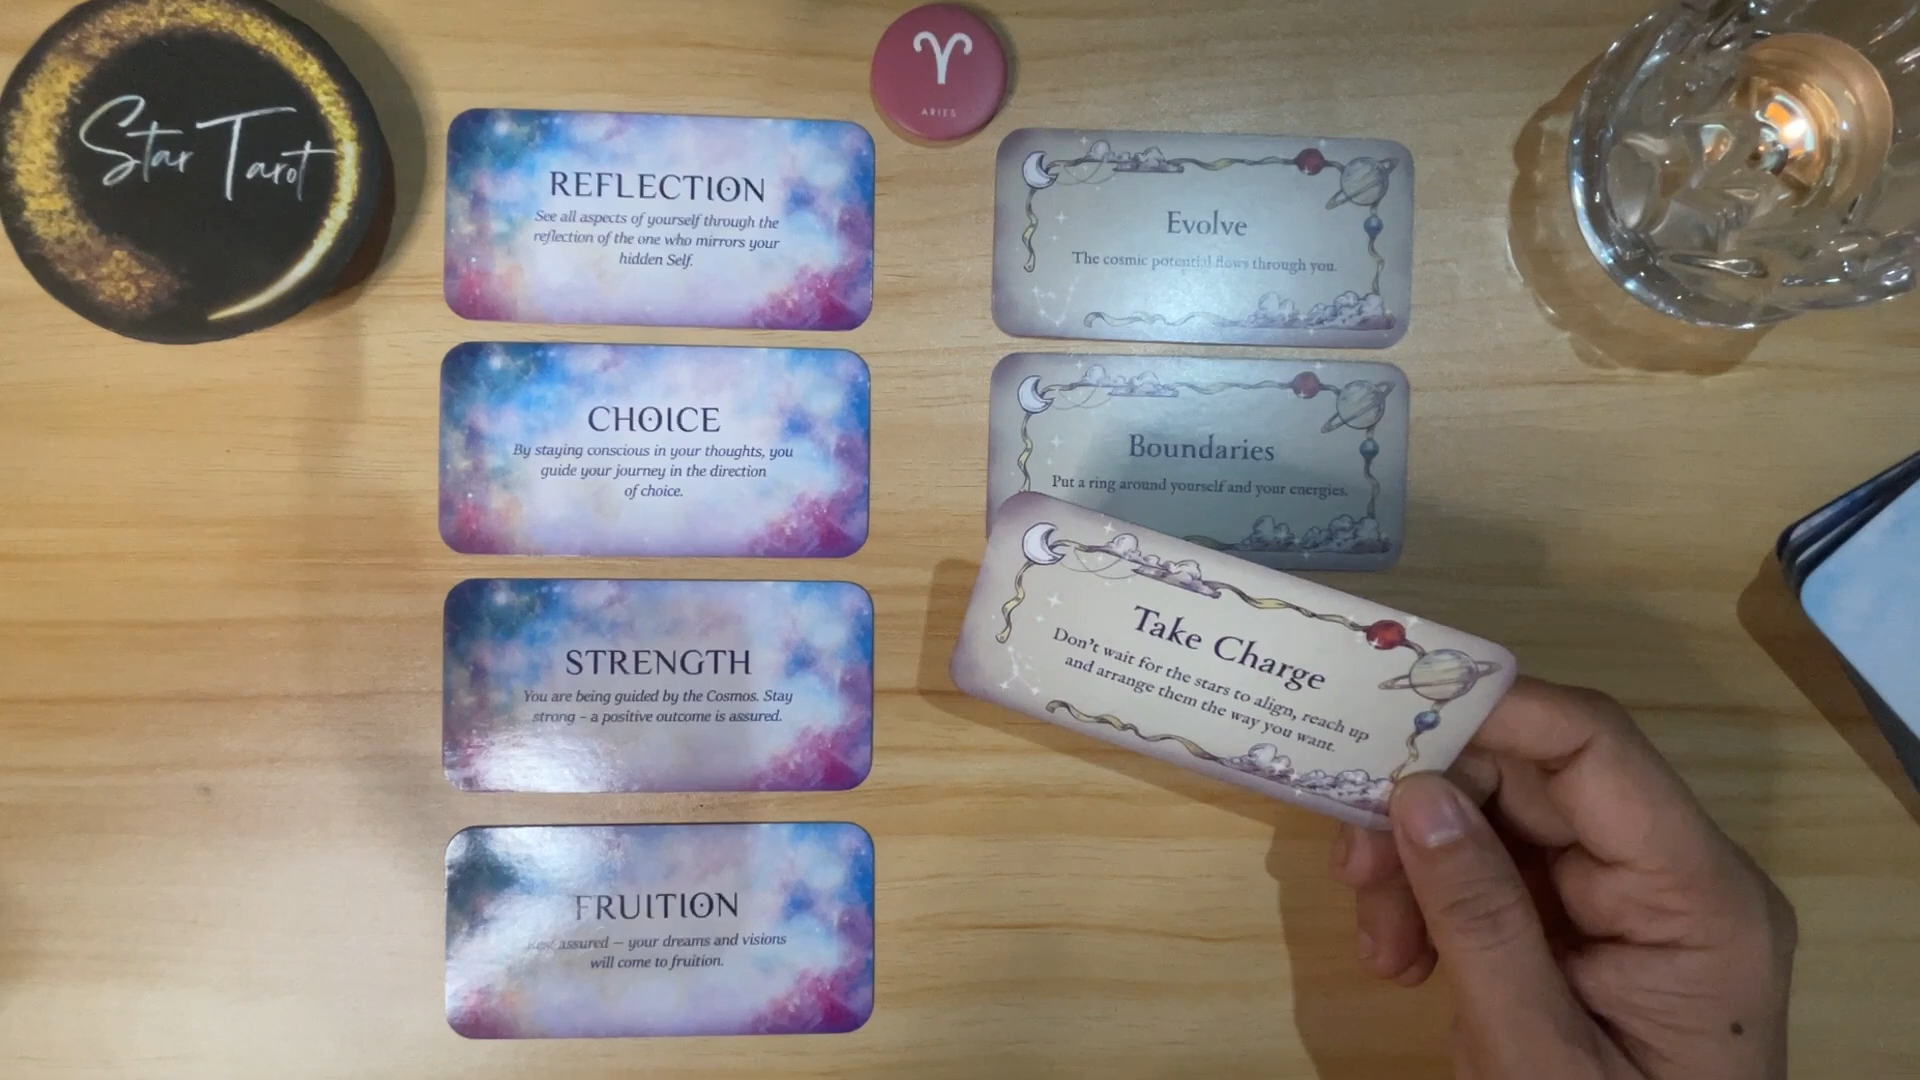 Star Tarot
ARIES
REFLECTION
See all aspects of yourself through the
reflection of the one who mirrors your
hidden Self.
CHOICE
By staying conscious in your thoughts, you
guide your journey in the direction
of choice.
STRENGTH
You are being guided by the Cosmos. Stay
strong – a positive outcome is assured.
FRUITION
Rest assured – your dreams and visions
will come to fruition.
Evolve
The cosmic potential flows through you.
Boundaries
Put a ring around yourself and your energies.
Take Charge
Don't wait for the stars to align, reach up
and arrange them the way you want.